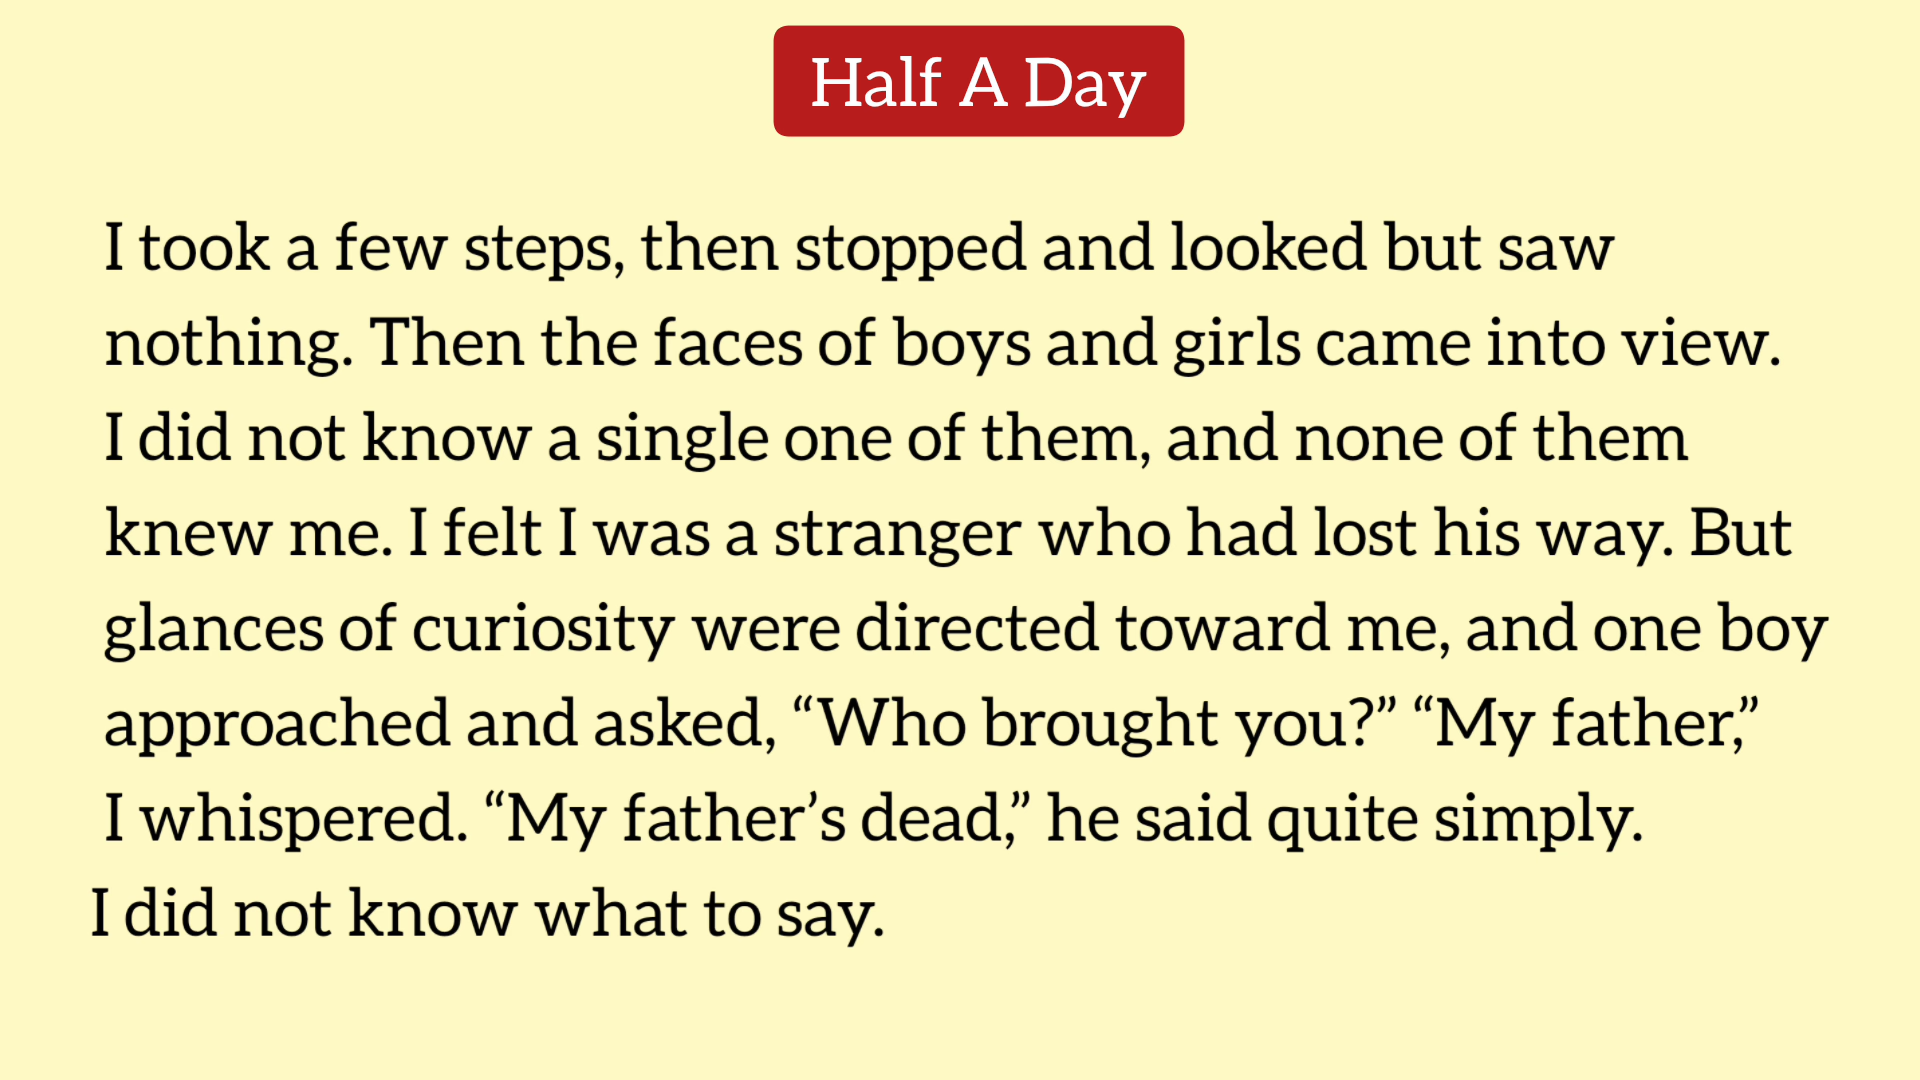 Half A Day
I took a few steps, then stopped and looked but saw
nothing. Then the faces of boys and girls came into view.
I did not know a single one of them, and none of them
knew me. I felt I was a stranger who had lost his way. But
glances of curiosity were directed toward me, and one boy
approached and asked, “Who brought you?” “My father,”
I whispered. “My father’s dead,” he said quite simply.
I did not know what to say.